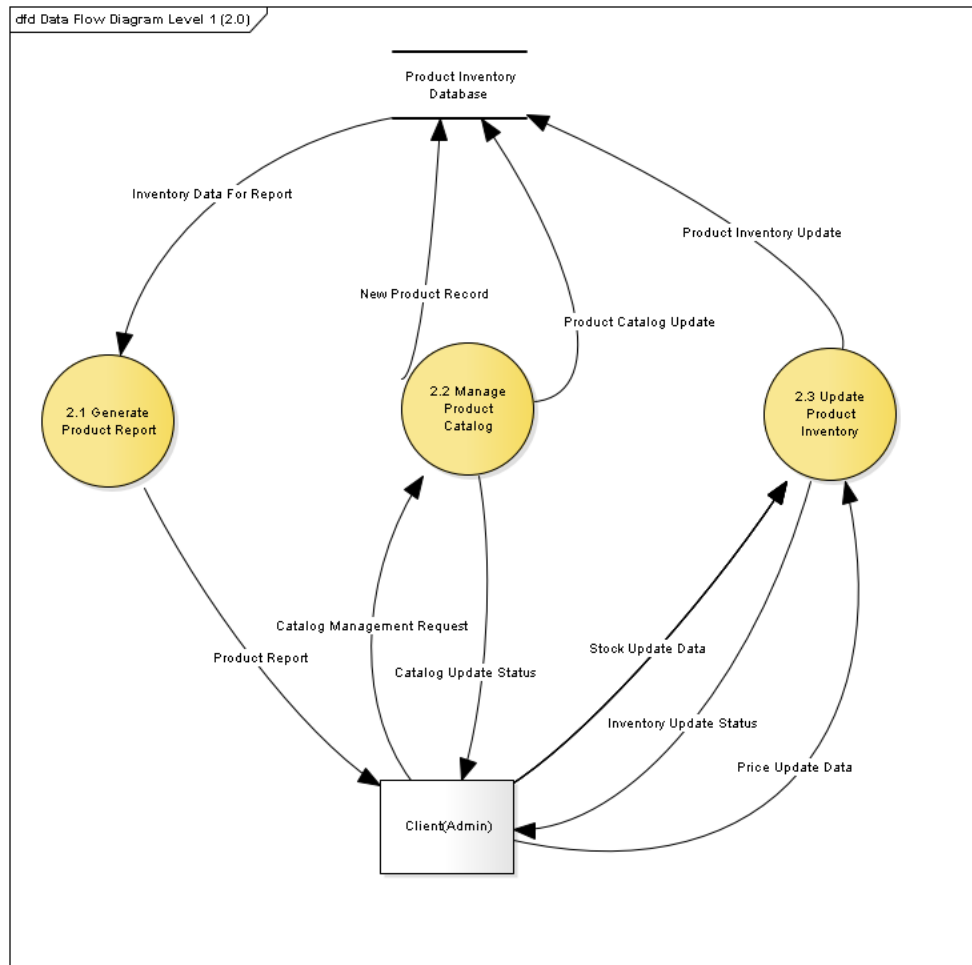 dfd Data Flow Diagram Level 1 (2.0)
Product Inventory
Database
Inventory Data For Report
Product Inventory Update
New Product Record
Product Catalog Update
2.1 Generate
Product Report
2.2 Manage
Product
Catalog
2.3 Update
Product
Inventory
Catalog Management Request
Product Report
Catalog Update Status
Stock Update Data
Inventory Update Status
Price Update Data
Client(Admin)